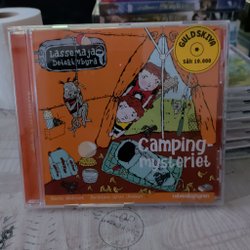 LasseMajas
Detektivbyrå
GULDSKIVA
Sålt 10.000
Camping-
mysteriet